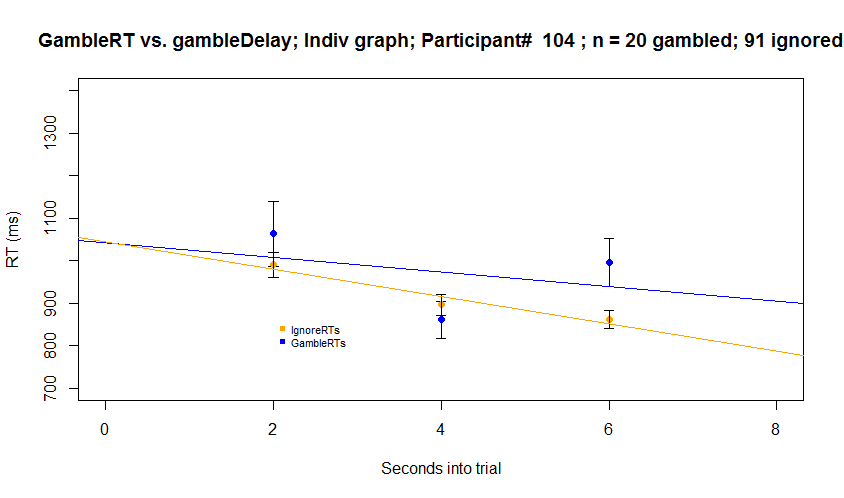 GambleRT vs. gambleDelay; Indiv graph; Participant#  104 ; n = 20 gambled; 91 ignored
RT (ms)
1300
1100
900
800
700
IgnoreRTs
GambleRTs
0 2 4 6 8
Seconds into trial